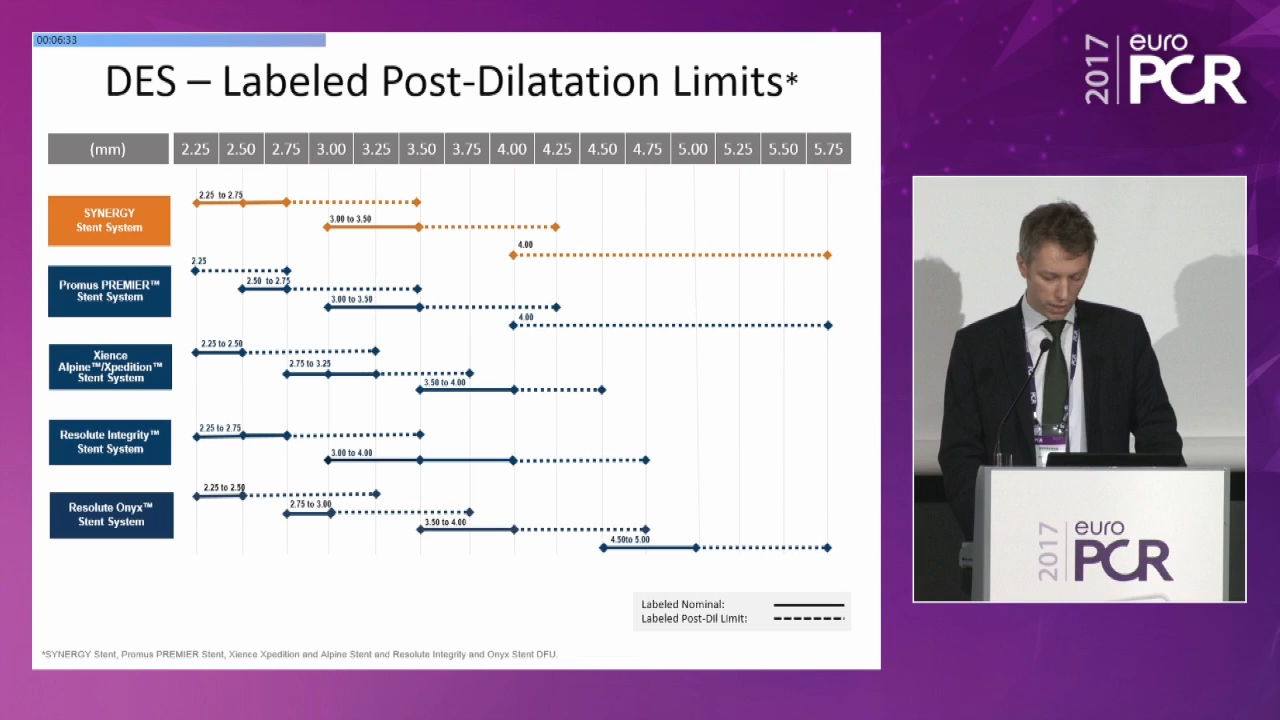 00:06:33
DES – Labeled Post-Dilatation Limits*
(mm) 2.25 2.50 2.75 3.00 3.25 3.50 3.75 4.00 4.25 4.50 4.75 5.00 5.25 5.50 5.75
SYNERGY
Stent System
2.25 to 2.75
3.00 to 3.50
4.00
Promus PREMIER™
Stent System
2.25
2.50 to 2.75
3.00 to 3.50
4.00
Xience
Alpine™/Xpedition™
Stent System
2.25 to 2.50
2.75 to 3.25
3.50 to 4.00
Resolute Integrity™
Stent System
2.25 to 2.75
3.00 to 4.00
Resolute Onyx™
Stent System
2.25 to 2.50
2.75 to 3.00
3.50 to 4.00
4.50to 5.00
Labeled Nominal:
Labeled Post-Dil Limit:
*SYNERGY Stent, Promus PREMIER Stent, Xience Xpedition and Alpine Stent and Resolute Integrity and Onyx Stent DFU.
2017
euro
PCR
2017
euro
PCR